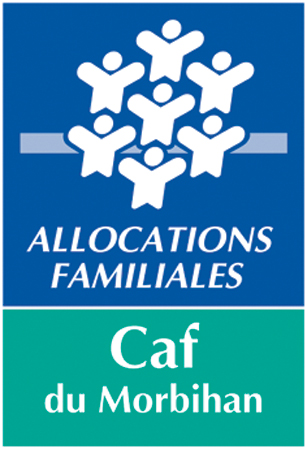 ALLOCATIONS
FAMILIALES
Caf
du Morbihan